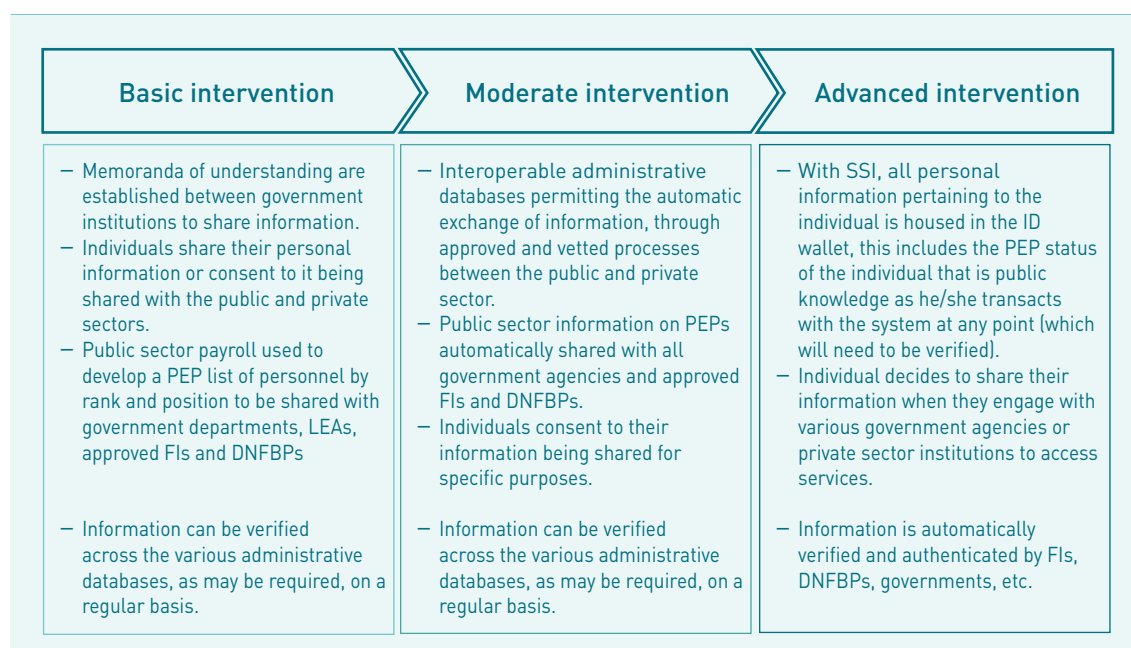 Basic intervention
Moderate intervention
Advanced intervention
— Memoranda of understanding are
established between government
institutions to share information.
— Individuals share their personal
information or consent to it being
shared with the public and private
sectors.
— Public sector payroll used to
develop a PEP list of personnel by
rank and position to be shared with
government departments, LEAs,
approved FIs and DNFBPs
— Information can be verified
across the various administrative
databases, as may be required, on a
regular basis.
— Interoperable administrative
databases permitting the automatic
exchange of information, through
approved and vetted processes
between the public and private
sector.
— Public sector information on PEPs
automatically shared with all
government agencies and approved
FIs and DNFBPs.
— Individuals consent to their
information being shared for
specific purposes.
— Information can be verified
across the various administrative
databases, as may be required, on a
regular basis.
— With SSI, all personal
information pertaining to the
individual is housed in the ID
wallet, this includes the PEP status
of the individual that is public
knowledge as he/she transacts
with the system at any point (which
will need to be verified).
— Individual decides to share their
information when they engage with
various government agencies or
private sector institutions to access
services.
— Information is automatically
verified and authenticated by FIs,
DNFBPs, governments, etc.